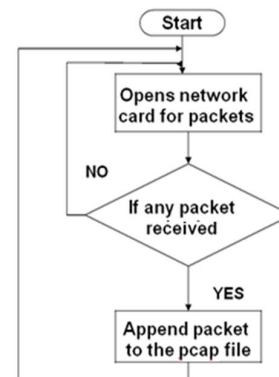 Start
Opens network
card for packets
NO
If any packet
received
YES
Append packet
to the pcap file